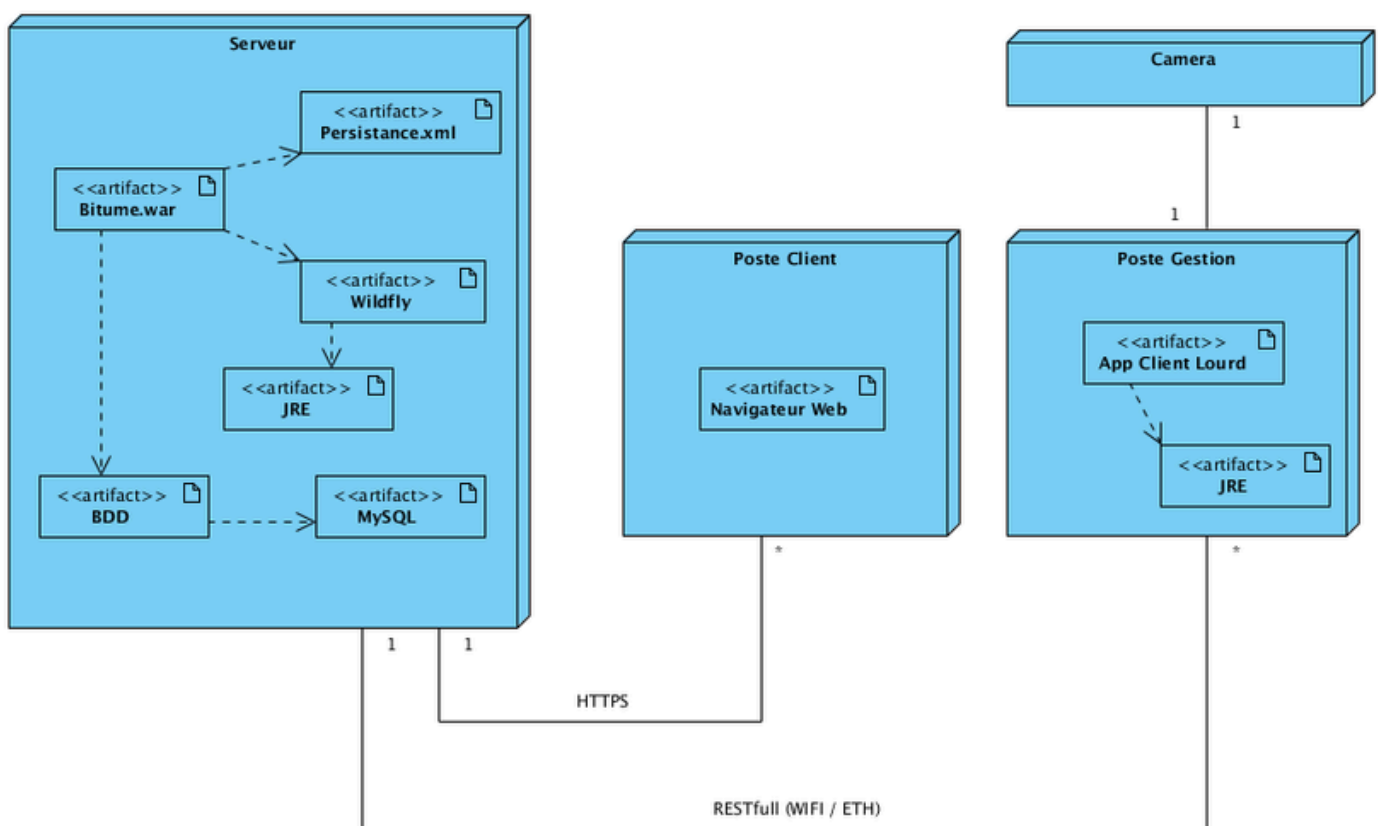 Serveur
<<artifact>>
Persistance.xml
<<artifact>>
Bitume.war
<<artifact>>
Wildfly
<<artifact>>
JRE
<<artifact>>
BDD
<<artifact>>
MySQL
1
1
Poste Client
<<artifact>>
Navigateur Web
*
HTTPS
Camera
1
1
Poste Gestion
<<artifact>>
App Client Lourd
<<artifact>>
JRE
*
RESTfull (WIFI / ETH)